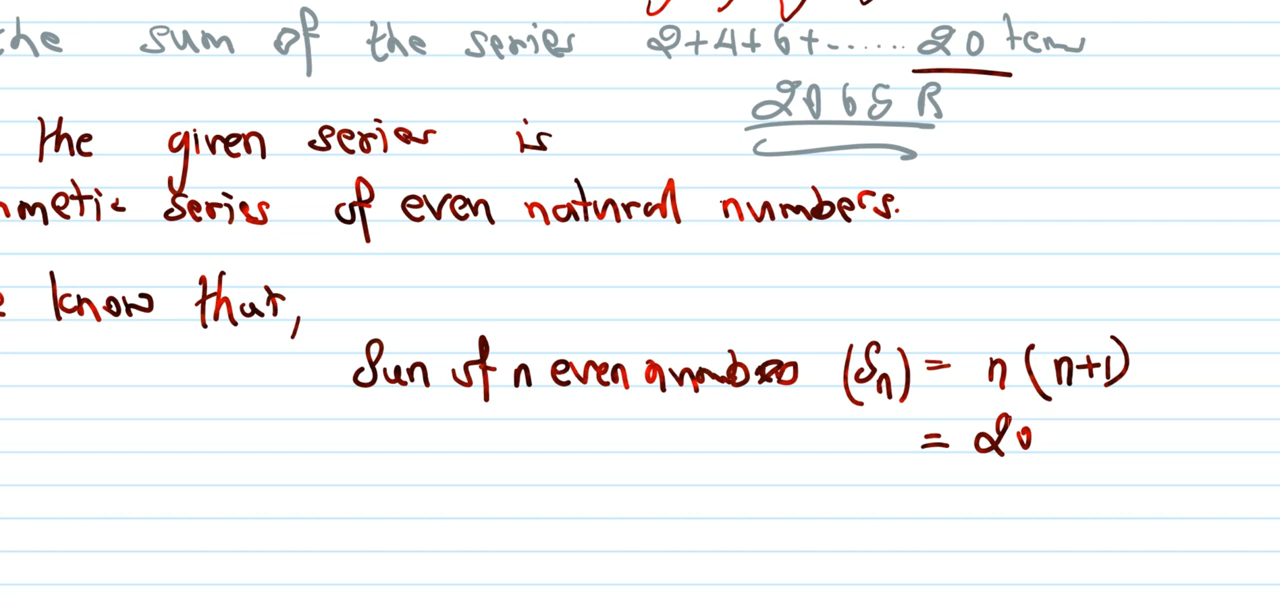 the sum of the series 2+4+6+...... 20 term
2065 R
The given series is
metic series of even natural numbers.
know that,
Sum of n even numbers (Sn) = n (n+1)
= 20